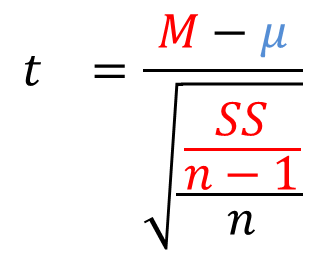 t = (M − μ) / √((SS / (n − 1)) / n)